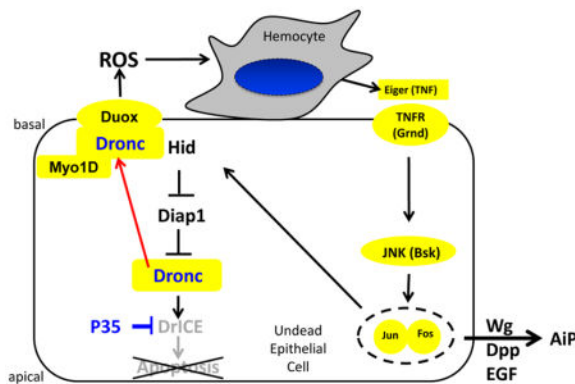 Hemocyte
ROS
Eiger (TNF)
basal
Duox
TNFR
(Grnd)
Dronc
Hid
Myo1D
Diap1
JNK (Bsk)
Dronc
P35
DrICE
Undead
Epithelial
Cell
Jun
Fos
Wg
Dpp
EGF
AiP
Apoptosis
apical